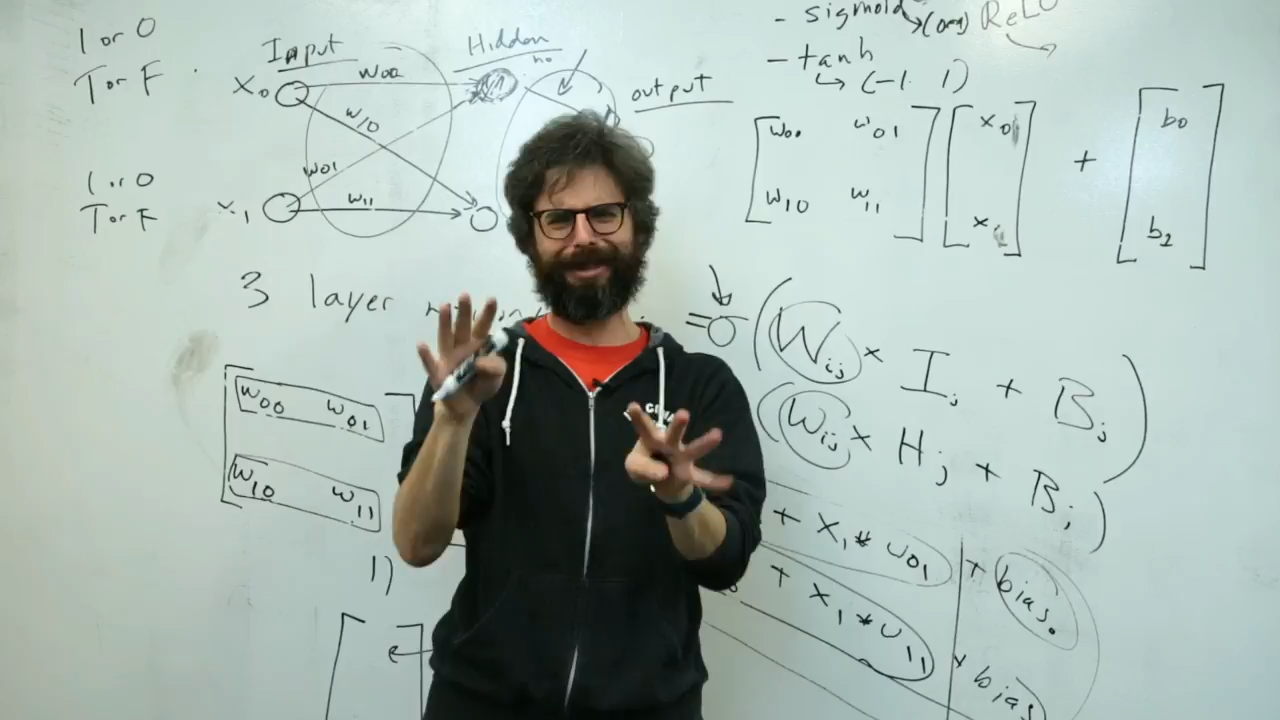 1 or 0
T or F
1 or 0
T or F
Input
Hidden
output
x0
x1
w00
w10
w01
w11
3 layer
- sigmoid
ReLU
- tanh
(-1, 1)
w00 w01
w10 w11
x0
x1
+
b0
b2
= σ (Wij × Ij + Bj)
(Wij × Hj + Bj)
w00 w01
w10 w11
+ x1 * w01 + bias0
+ x1 * w11 + bias
1)